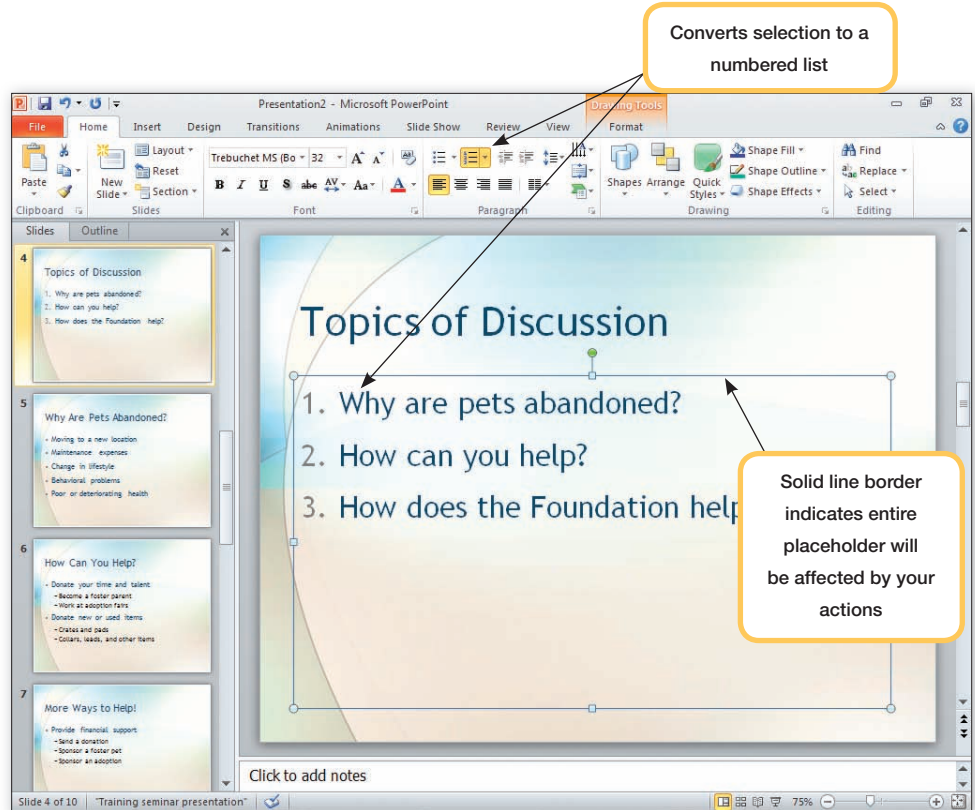 Converts selection to a
numbered list
Presentation2 - Microsoft PowerPoint
Drawing Tools
File Home Insert Design Transitions Animations Slide Show Review View Format
Paste
New
Slide
Layout
Reset
Section
Trebuchet MS (Bo 32
B I U S abc AV Aa A
Shapes Arrange Quick
Styles
Shape Fill
Shape Outline
Shape Effects
Find
Replace
Select
Clipboard Slides Font Paragraph Drawing Editing
Slides Outline
4
Topics of Discussion
1. Why are pets abandoned?
2. How can you help?
3. How does the Foundation help?
5
Why Are Pets Abandoned?
• Moving to a new location
• Maintenance expenses
• Change in lifestyle
• Behavioral problems
• Poor or deteriorating health
6
How Can You Help?
• Donate your time and talent
– Become a foster parent
– Work at adoption fairs
• Donate new or used items
– Crates and pads
– Collars, leads, and other items
7
More Ways to Help!
• Provide financial support
– Send a donation
– Sponsor a foster pet
– Sponsor an adoption
Topics of Discussion
1. Why are pets abandoned?
2. How can you help?
3. How does the Foundation help
Solid line border
indicates entire
placeholder will
be affected by your
actions
Click to add notes
Slide 4 of 10 "Training seminar presentation" 75%